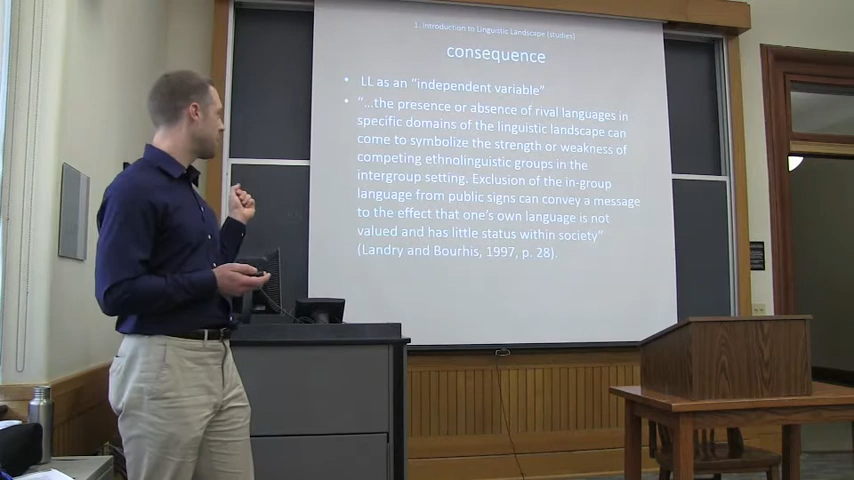 1. Introduction to Linguistic Landscape (studies)
consequence
• LL as an “independent variable”
• “…the presence or absence of rival languages in
specific domains of the linguistic landscape can
come to symbolize the strength or weakness of
competing ethnolinguistic groups in the
intergroup setting. Exclusion of the in-group
language from public signs can convey a message
to the effect that one’s own language is not
valued and has little status within society”
(Landry and Bourhis, 1997, p. 28).